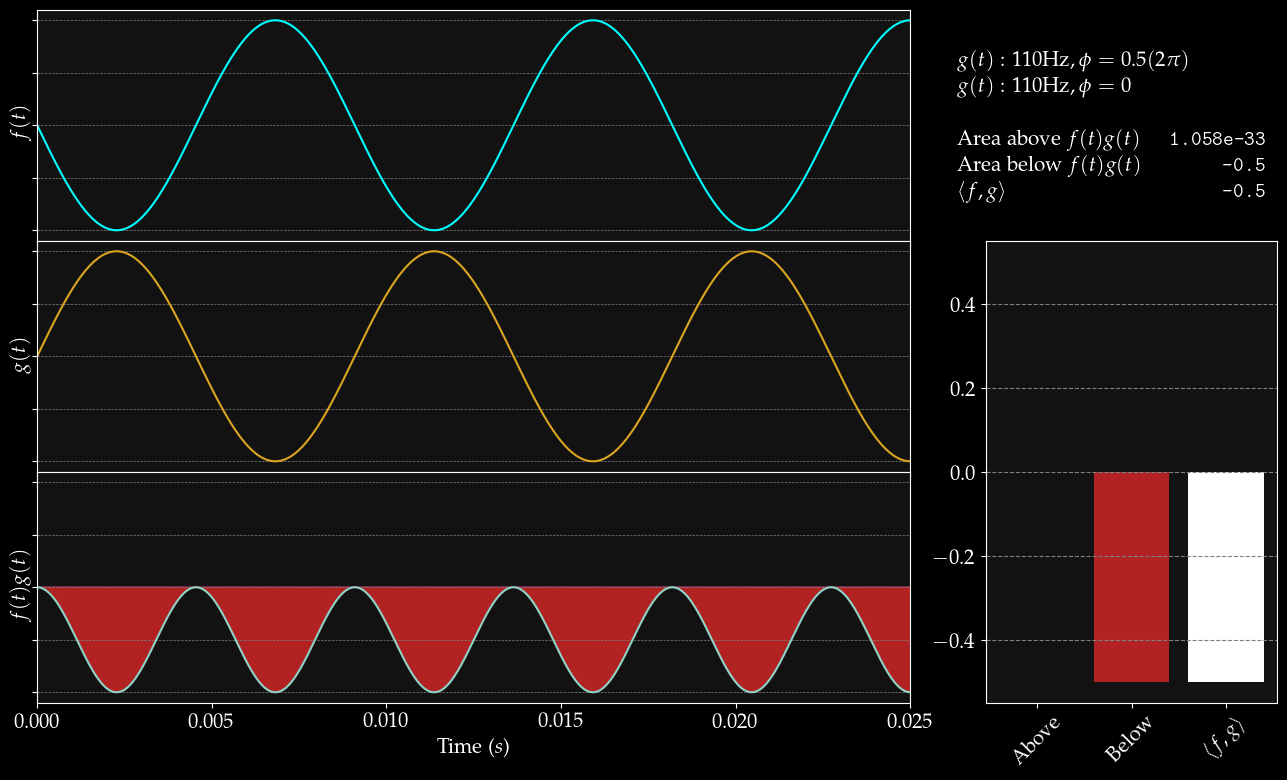 f(t)
g(t)
f(t)g(t)
0.000 0.005 0.010 0.015 0.020 0.025
Time (s)
g(t) : 110Hz, ϕ = 0.5(2π)
g(t) : 110Hz, ϕ = 0
Area above f(t)g(t) 1.058e-33
Area below f(t)g(t) -0.5
⟨f, g⟩ -0.5
0.4
0.2
0.0
−0.2
−0.4
Above Below ⟨f, g⟩